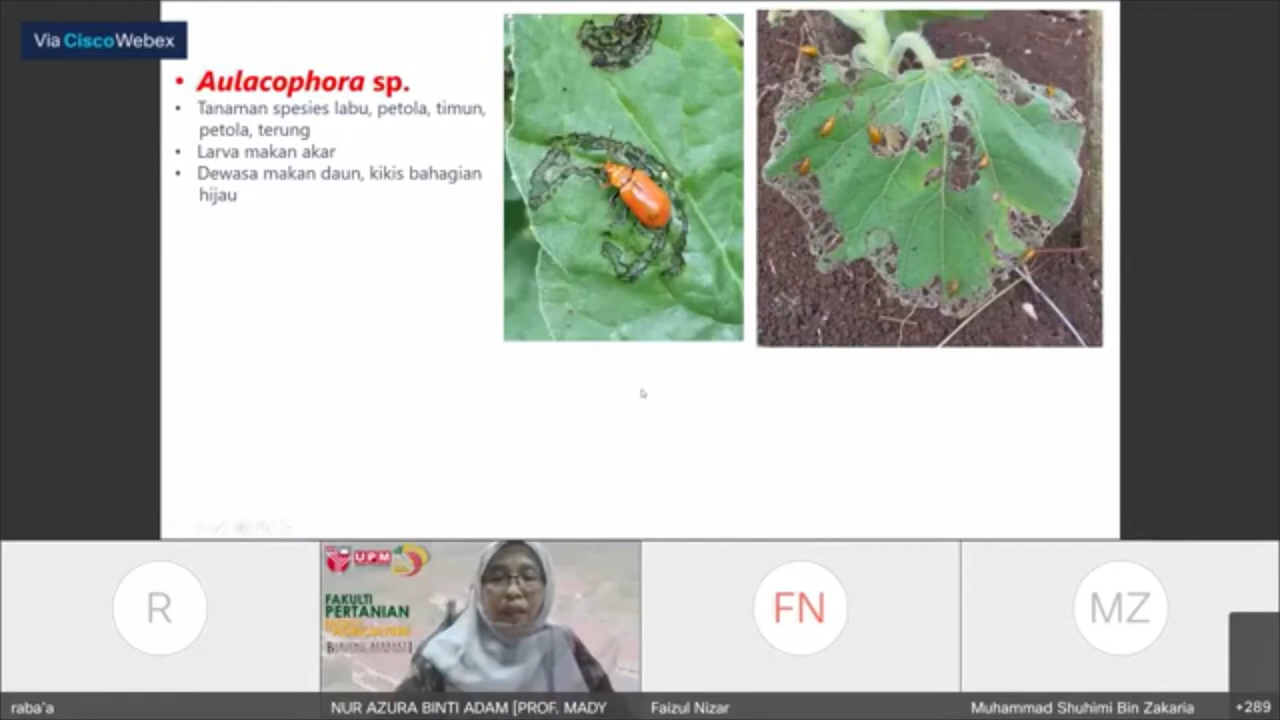 Via Cisco Webex
• Aulacophora sp.
• Tanaman spesies labu, petola, timun,
petola, terung
• Larva makan akar
• Dewasa makan daun, kikis bahagian
hijau
R
UPM
FAKULTI
PERTANIAN
FN
MZ
raba'a
NUR AZURA BINTI ADAM [PROF. MADY
Faizul Nizar
Muhammad Shuhimi Bin Zakaria
+289